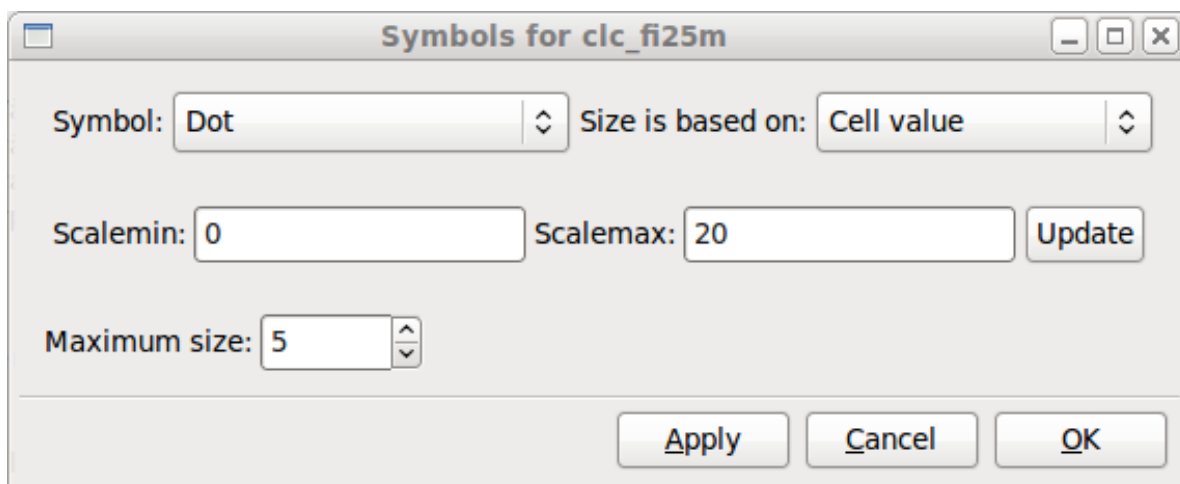 Symbols for clc_fi25m
Symbol: Dot Size is based on: Cell value
Scalemin: 0 Scalemax: 20 Update
Maximum size: 5
Apply Cancel OK